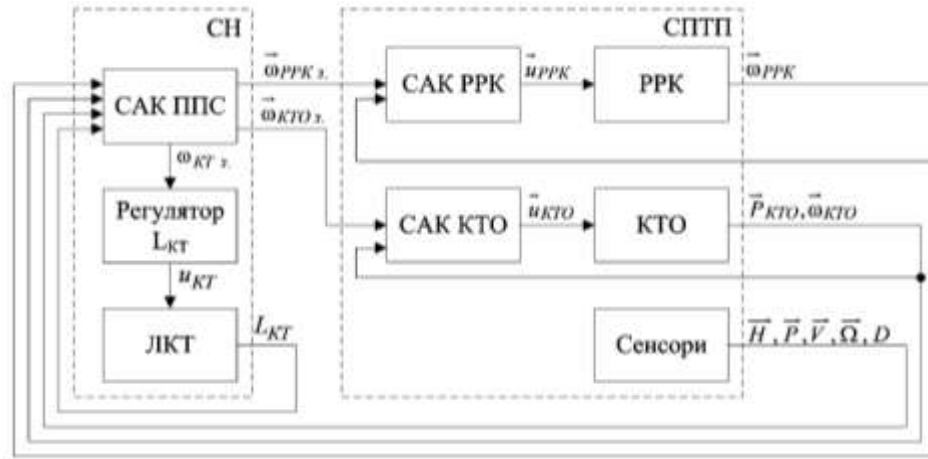 СН
СПТП
САК ППС
ω⃗РРК з.
ω⃗КТО з.
САК РРК
u⃗РРК
РРК
ω⃗РРК
ωКТ з.
Регулятор
LКТ
САК КТО
u⃗КТО
КТО
P⃗КТО, ω⃗КТО
uКТ
ЛКТ
LКТ
Сенсори
H⃗, P⃗, V⃗, Ω⃗, D